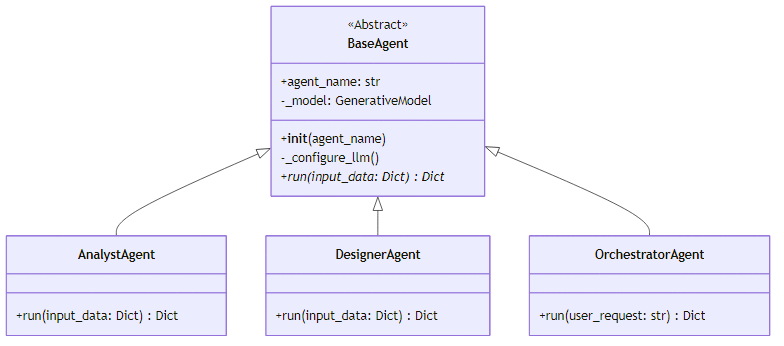 «Abstract»
BaseAgent
+agent_name: str
-_model: GenerativeModel
+init(agent_name)
-_configure_llm()
+run(input_data: Dict) : Dict
AnalystAgent
+run(input_data: Dict) : Dict
DesignerAgent
+run(input_data: Dict) : Dict
OrchestratorAgent
+run(user_request: str) : Dict